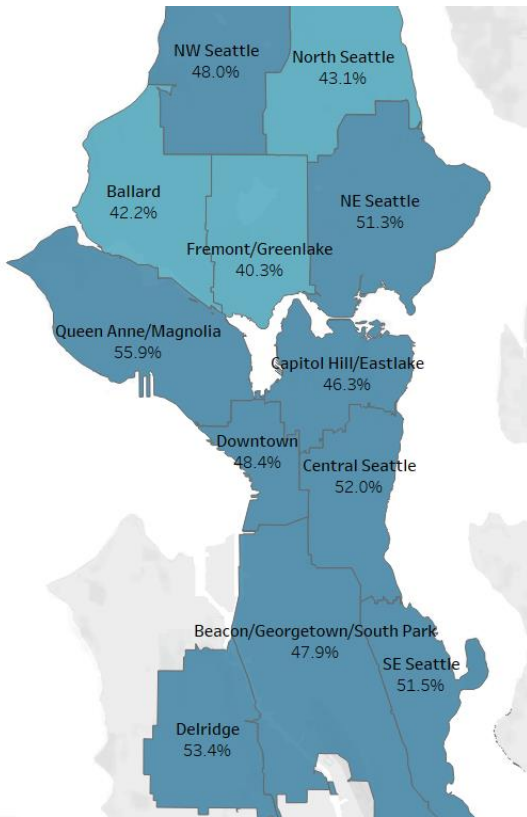 NW Seattle
48.0%
North Seattle
43.1%
Ballard
42.2%
NE Seattle
51.3%
Fremont/Greenlake
40.3%
Queen Anne/Magnolia
55.9%
Capitol Hill/Eastlake
46.3%
Downtown
48.4%
Central Seattle
52.0%
Beacon/Georgetown/South Park
47.9%
SE Seattle
51.5%
Delridge
53.4%